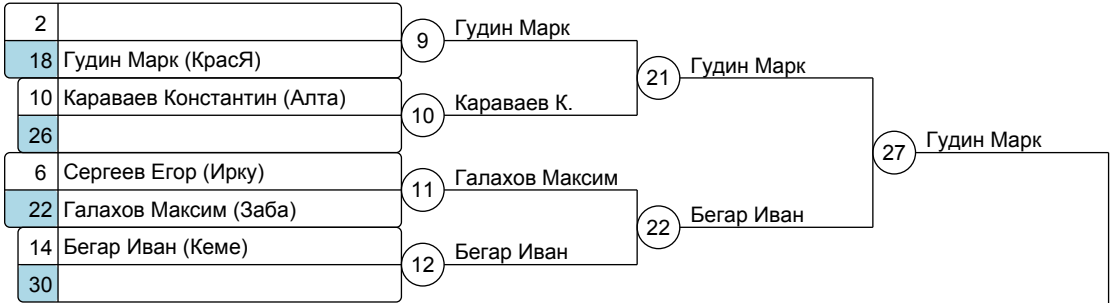 2
9
Гудин Марк
18 Гудин Марк (КрасЯ)
21
Гудин Марк
10 Караваев Константин (Алта)
10
Караваев К.
26
27
Гудин Марк
6 Сергеев Егор (Ирку)
11
Галахов Максим
22 Галахов Максим (Заба)
22
Бегар Иван
14 Бегар Иван (Кеме)
12
Бегар Иван
30